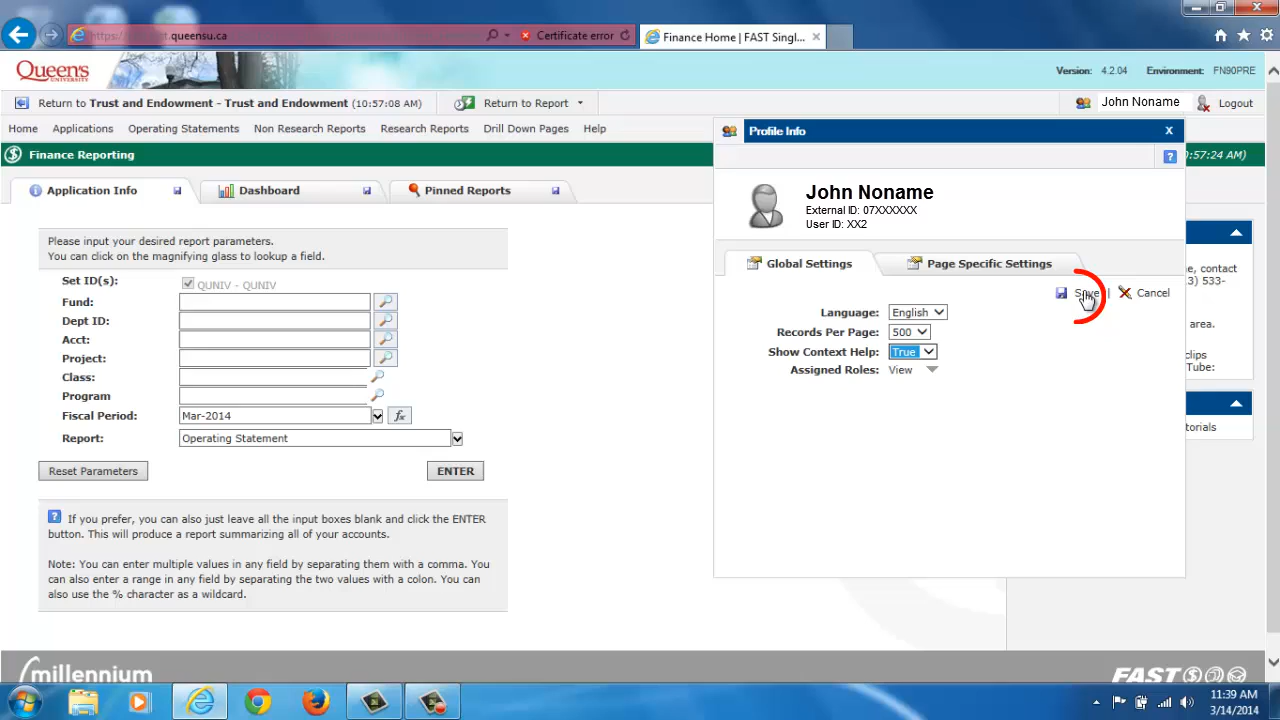 queensu.ca
Certificate error
Finance Home | FAST Singl...
Queen's
UNIVERSITY
Version: 4.2.04 Environment: FN90PRE
Return to Trust and Endowment - Trust and Endowment (10:57:08 AM)
Return to Report
John Noname
Logout
Home Applications Operating Statements Non Research Reports Research Reports Drill Down Pages Help
Finance Reporting
0:57:24 AM)
Application Info
Dashboard
Pinned Reports
Please input your desired report parameters.
You can click on the magnifying glass to lookup a field.
Set ID(s): QUNIV - QUNIV
Fund:
Dept ID:
Acct:
Project:
Class:
Program
Fiscal Period: Mar-2014 fx
Report: Operating Statement
Reset Parameters
ENTER
? If you prefer, you can also just leave all the input boxes blank and click the ENTER
button. This will produce a report summarizing all of your accounts.
Note: You can enter multiple values in any field by separating them with a comma. You
can also enter a range in any field by separating the two values with a colon. You can
also use the % character as a wildcard.
Profile Info
X
?
John Noname
External ID: 07XXXXXX
User ID: XX2
Global Settings
Page Specific Settings
Save | Cancel
Language: English
Records Per Page: 500
Show Context Help: True
Assigned Roles: View
e, contact
3) 533-
area.
clips
Tube:
torials
millennium
FAST
11:39 AM
3/14/2014